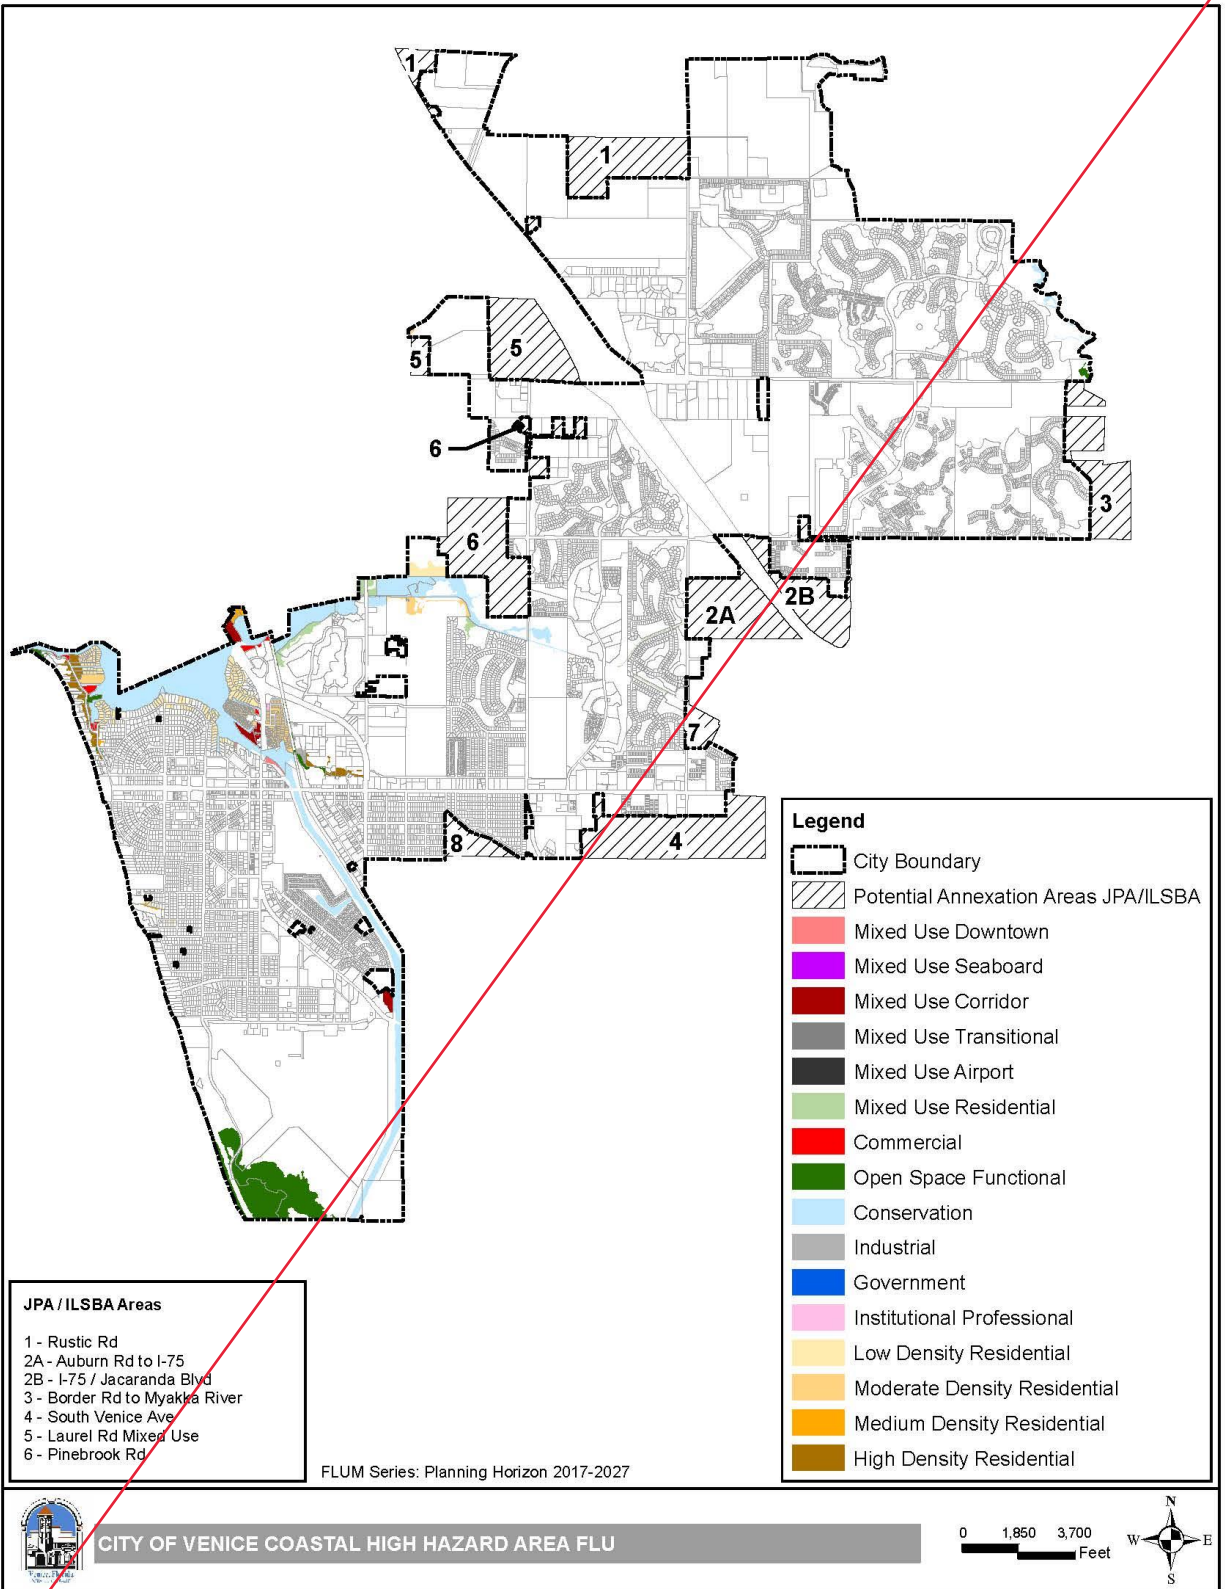 1
1
5
5
6
6
3
2B
2A
7
8
4
Legend
City Boundary
Potential Annexation Areas JPA/ILSBA
Mixed Use Downtown
Mixed Use Seaboard
Mixed Use Corridor
Mixed Use Transitional
Mixed Use Airport
Mixed Use Residential
Commercial
Open Space Functional
Conservation
Industrial
Government
Institutional Professional
Low Density Residential
Moderate Density Residential
Medium Density Residential
High Density Residential
JPA / ILSBA Areas
1 - Rustic Rd
2A - Auburn Rd to I-75
2B - I-75 / Jacaranda Blvd
3 - Border Rd to Myakka River
4 - South Venice Ave
5 - Laurel Rd Mixed Use
6 - Pinebrook Rd
FLUM Series: Planning Horizon 2017-2027
Venice, Florida
CITY OF VENICE COASTAL HIGH HAZARD AREA FLU
0 1,850 3,700
Feet
N
W E
S